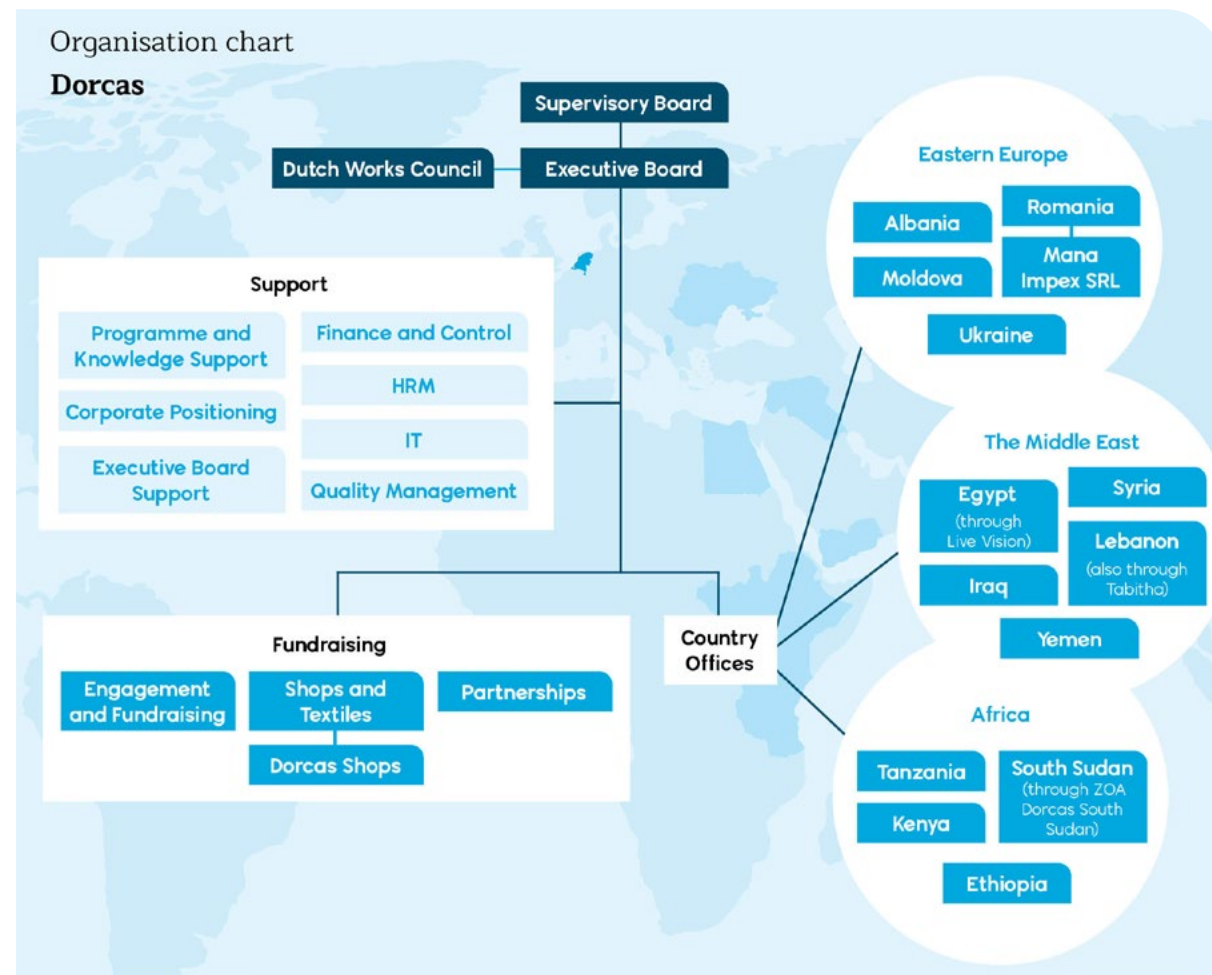 Organisation chart
Dorcas
Supervisory Board
Dutch Works Council
Executive Board
Support
Programme and
Knowledge Support
Corporate Positioning
Executive Board
Support
Finance and Control
HRM
IT
Quality Management
Fundraising
Engagement
and Fundraising
Shops and
Textiles
Dorcas Shops
Partnerships
Country
Offices
Eastern Europe
Albania
Romania
Moldova
Mana
Impex SRL
Ukraine
The Middle East
Egypt
(through
Live Vision)
Syria
Lebanon
(also through
Tabitha)
Iraq
Yemen
Africa
Tanzania
South Sudan
(through ZOA
Dorcas South
Sudan)
Kenya
Ethiopia